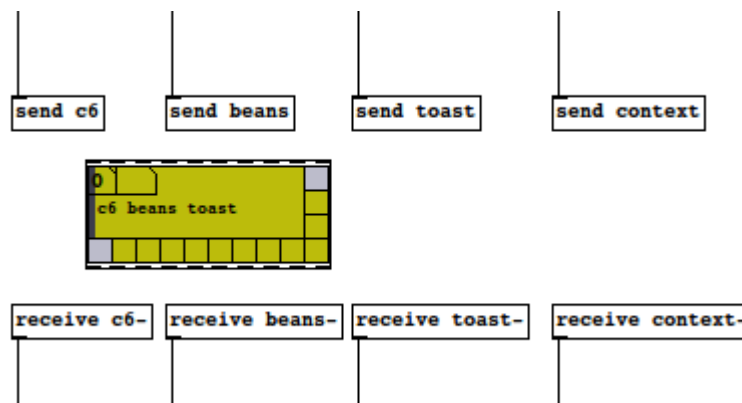 send c6 send beans send toast send context
0
c6 beans toast
receive c6- receive beans- receive toast- receive context-